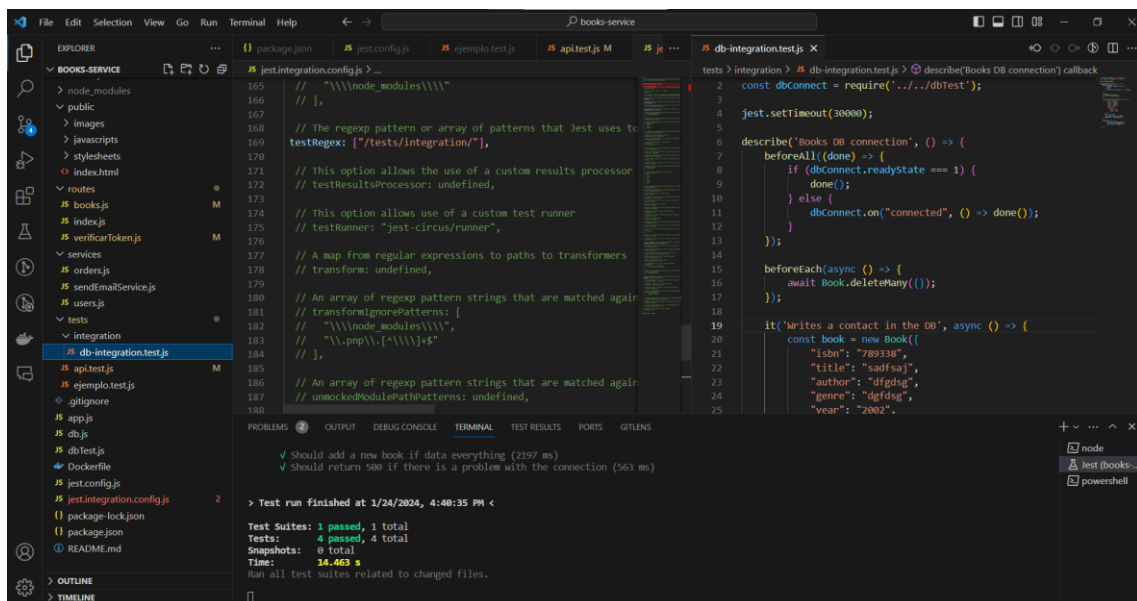 File Edit Selection View Go Run Terminal Help
books-service
EXPLORER
BOOKS-SERVICE
node_modules
public
images
javascripts
stylesheets
index.html
routes
JS books.js M
JS index.js
JS verificarToken.js M
services
JS orders.js
JS sendEmailService.js
JS users.js
tests
integration
JS db-integration.test.js
JS api.test.js M
JS ejemplo.test.js
.gitignore
JS app.js
JS db.js
JS dbTest.js
Dockerfile
JS jest.config.js
JS jest.integration.config.js 2
{} package-lock.json
{} package.json
README.md
OUTLINE
TIMELINE
{} package.json JS jest.config.js JS ejemplo.test.js JS api.test.js M JS je ...
JS jest.integration.config.js > ...
165 // "\\\\node_modules\\\\"
166 // ],
167
168 // The regexp pattern or array of patterns that Jest uses to
169 testRegex: ["/tests/integration/"],
170
171 // This option allows the use of a custom results processor
172 // testResultsProcessor: undefined,
173
174 // This option allows use of a custom test runner
175 // testRunner: "jest-circus/runner",
176
177 // A map from regular expressions to paths to transformers
178 // transform: undefined,
179
180 // An array of regexp pattern strings that are matched again
181 // transformIgnorePatterns: [
182 // "\\\\node_modules\\\\",
183 // "\\.pnp\\.[^\\\\]+$"
184 // ],
185
186 // An array of regexp pattern strings that are matched again
187 // unmockedModulePathPatterns: undefined,
188
JS db-integration.test.js
tests > integration > JS db-integration.test.js > describe('Books DB connection') callback
2 const dbConnect = require('../../dbTest');
3
4 jest.setTimeout(30000);
5
6 describe('Books DB connection', () => {
7 beforeAll((done) => {
8 if (dbConnect.readyState === 1) {
9 done();
10 } else {
11 dbConnect.on("connected", () => done());
12 }
13 });
14
15 beforeEach(async () => {
16 await Book.deleteMany({});
17 });
18
19 it('Writes a contact in the DB', async () => {
20 const book = new Book({
21 "isbn": "789338",
22 "title": "sadfsaj",
23 "author": "dfgdsg",
24 "genre": "dgfdsg",
25 "year": "2002",
PROBLEMS 2 OUTPUT DEBUG CONSOLE TERMINAL TEST RESULTS PORTS GITLENS
√ Should add a new book if data everything (2197 ms)
√ Should return 500 if there is a problem with the connection (563 ms)
> Test run finished at 1/24/2024, 4:40:35 PM <
Test Suites: 1 passed, 1 total
Tests: 4 passed, 4 total
Snapshots: 0 total
Time: 14.463 s
Ran all test suites related to changed files.
node
Jest (books-...
powershell